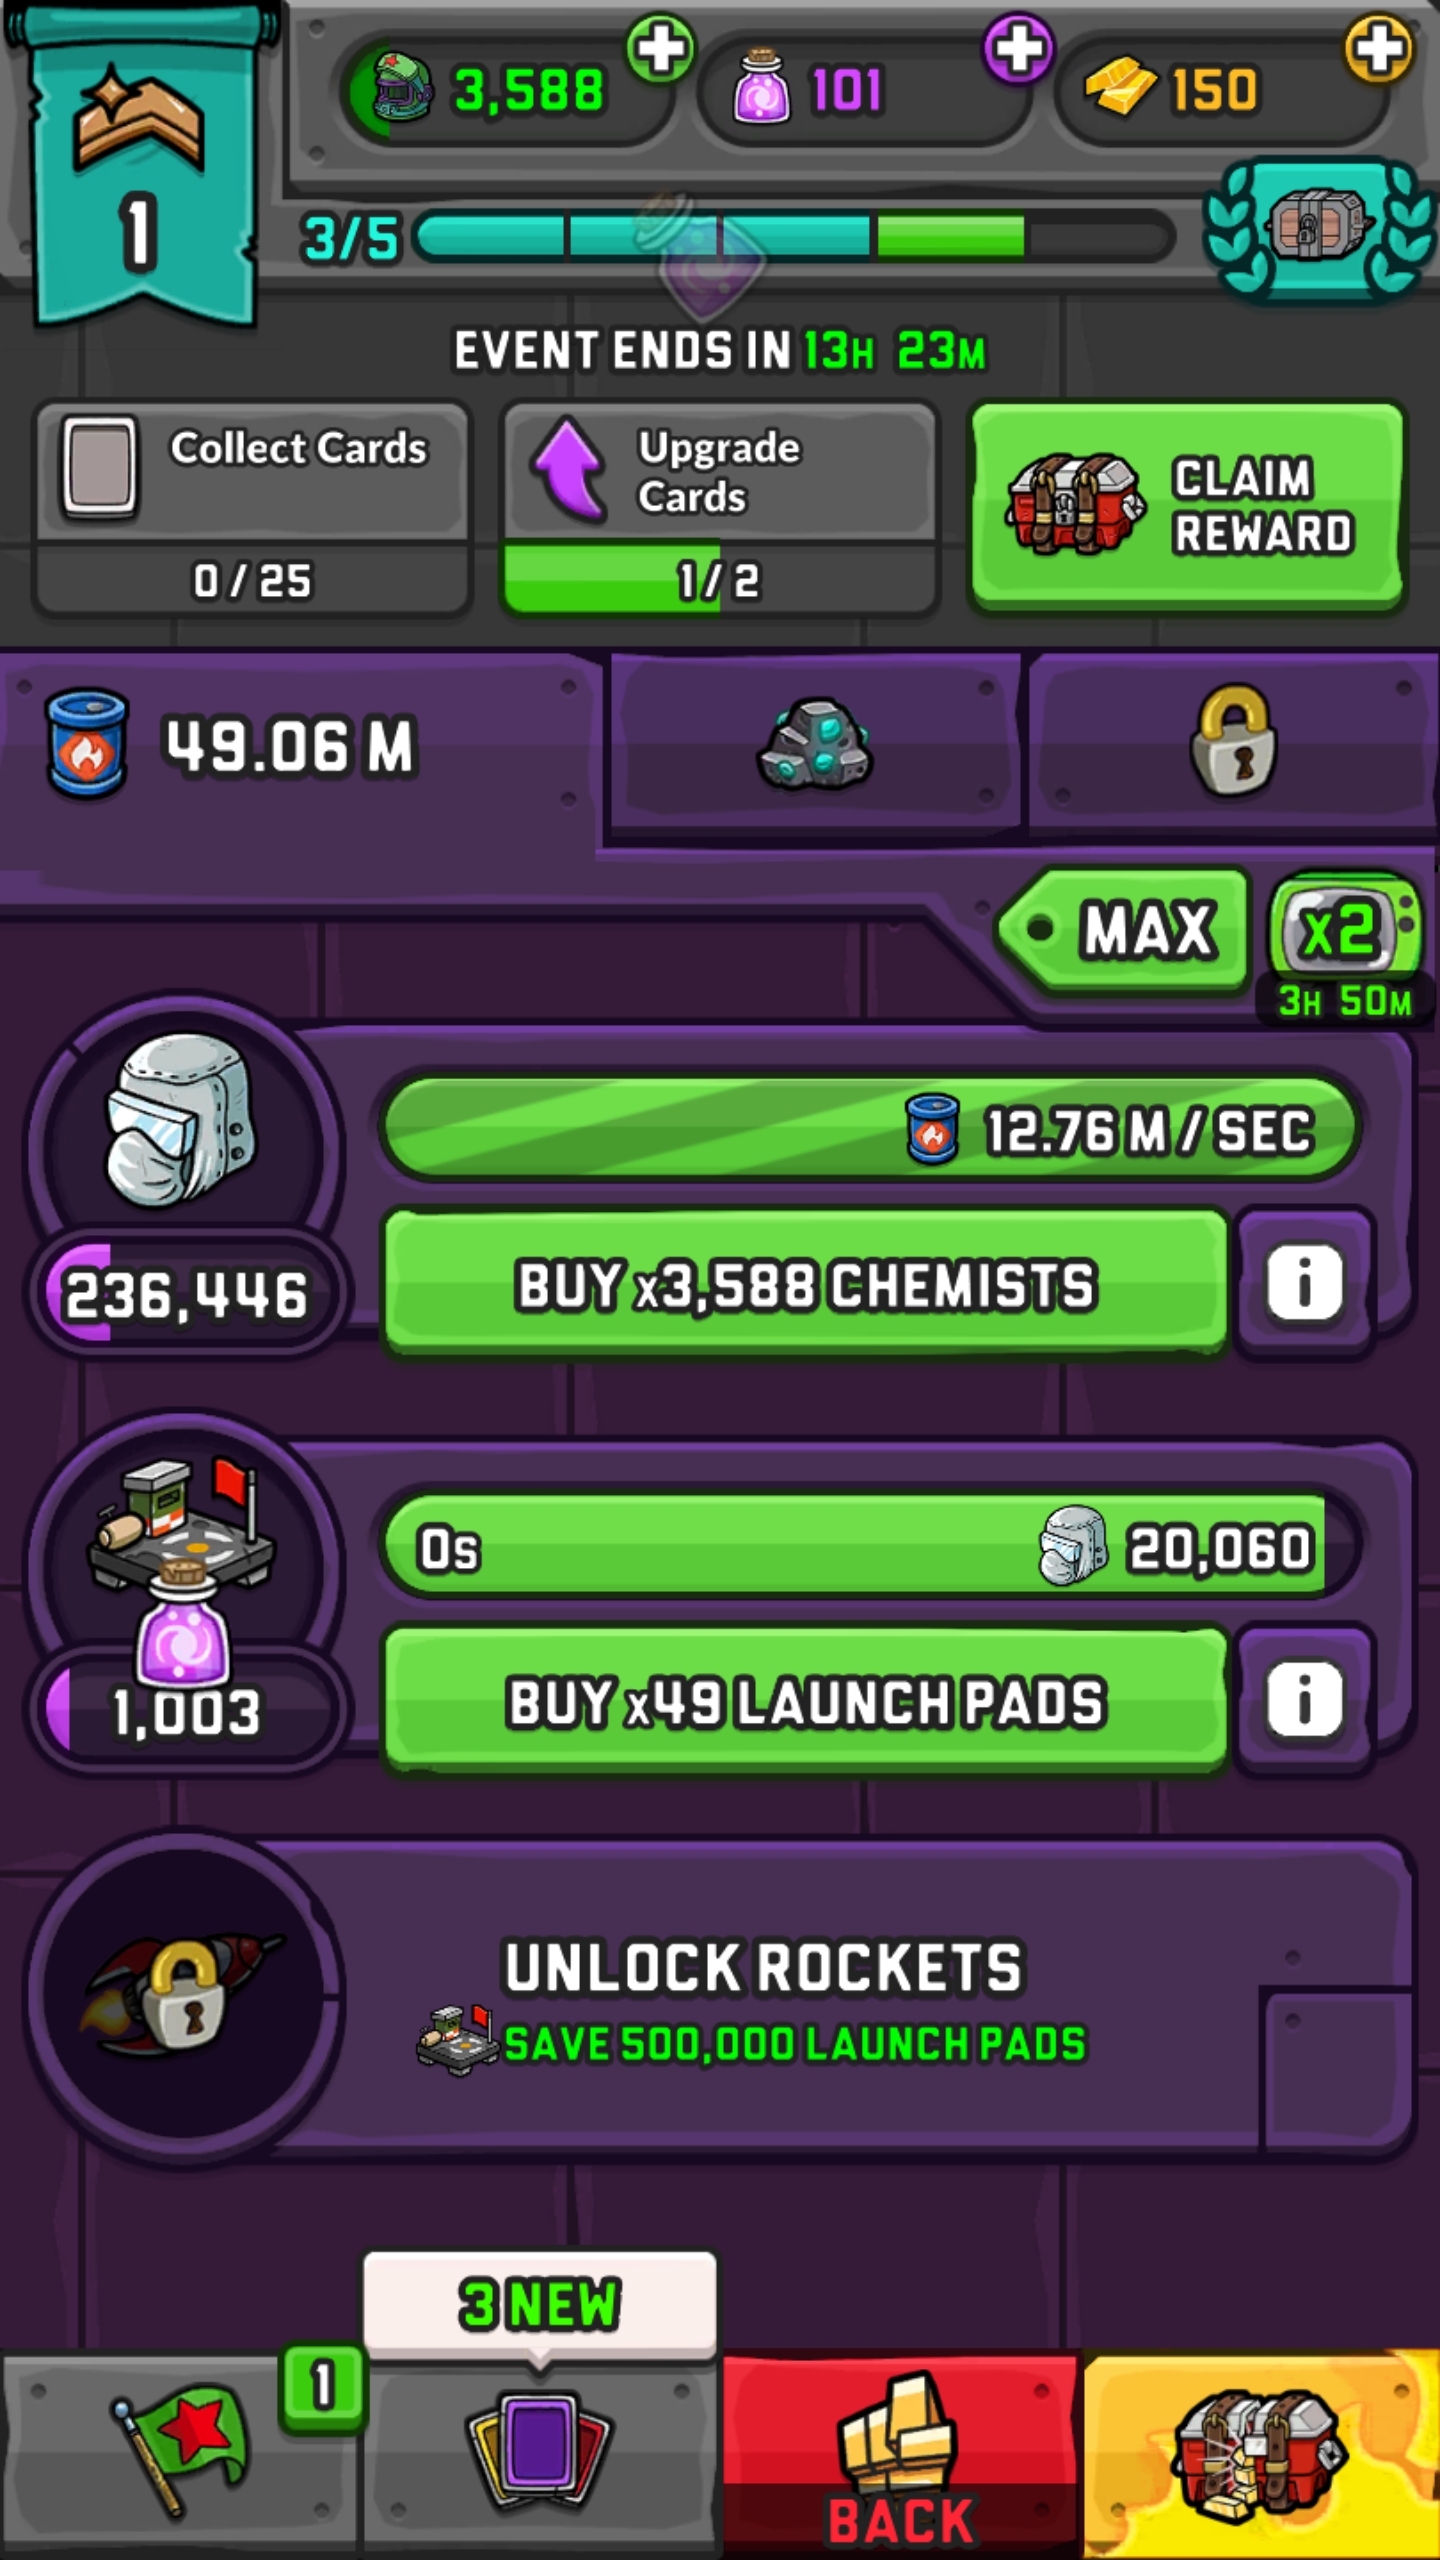 3,588
101
150
1
3/5
EVENT ENDS IN 13H 23M
Collect Cards
0 / 25
Upgrade
Cards
1 / 2
CLAIM
REWARD
49.06 M
MAX
x2
3H 50M
12.76 M / SEC
236,446
BUY x3,588 CHEMISTS
i
0s
20,060
1,003
BUY x49 LAUNCH PADS
i
UNLOCK ROCKETS
SAVE 500,000 LAUNCH PADS
3 NEW
1
BACK